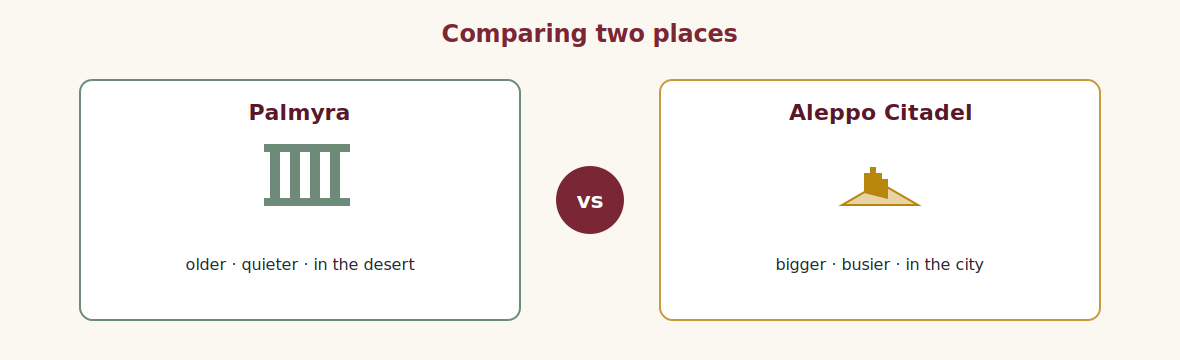 Comparing two places
Palmyra
older · quieter · in the desert
vs
Aleppo Citadel
bigger · busier · in the city